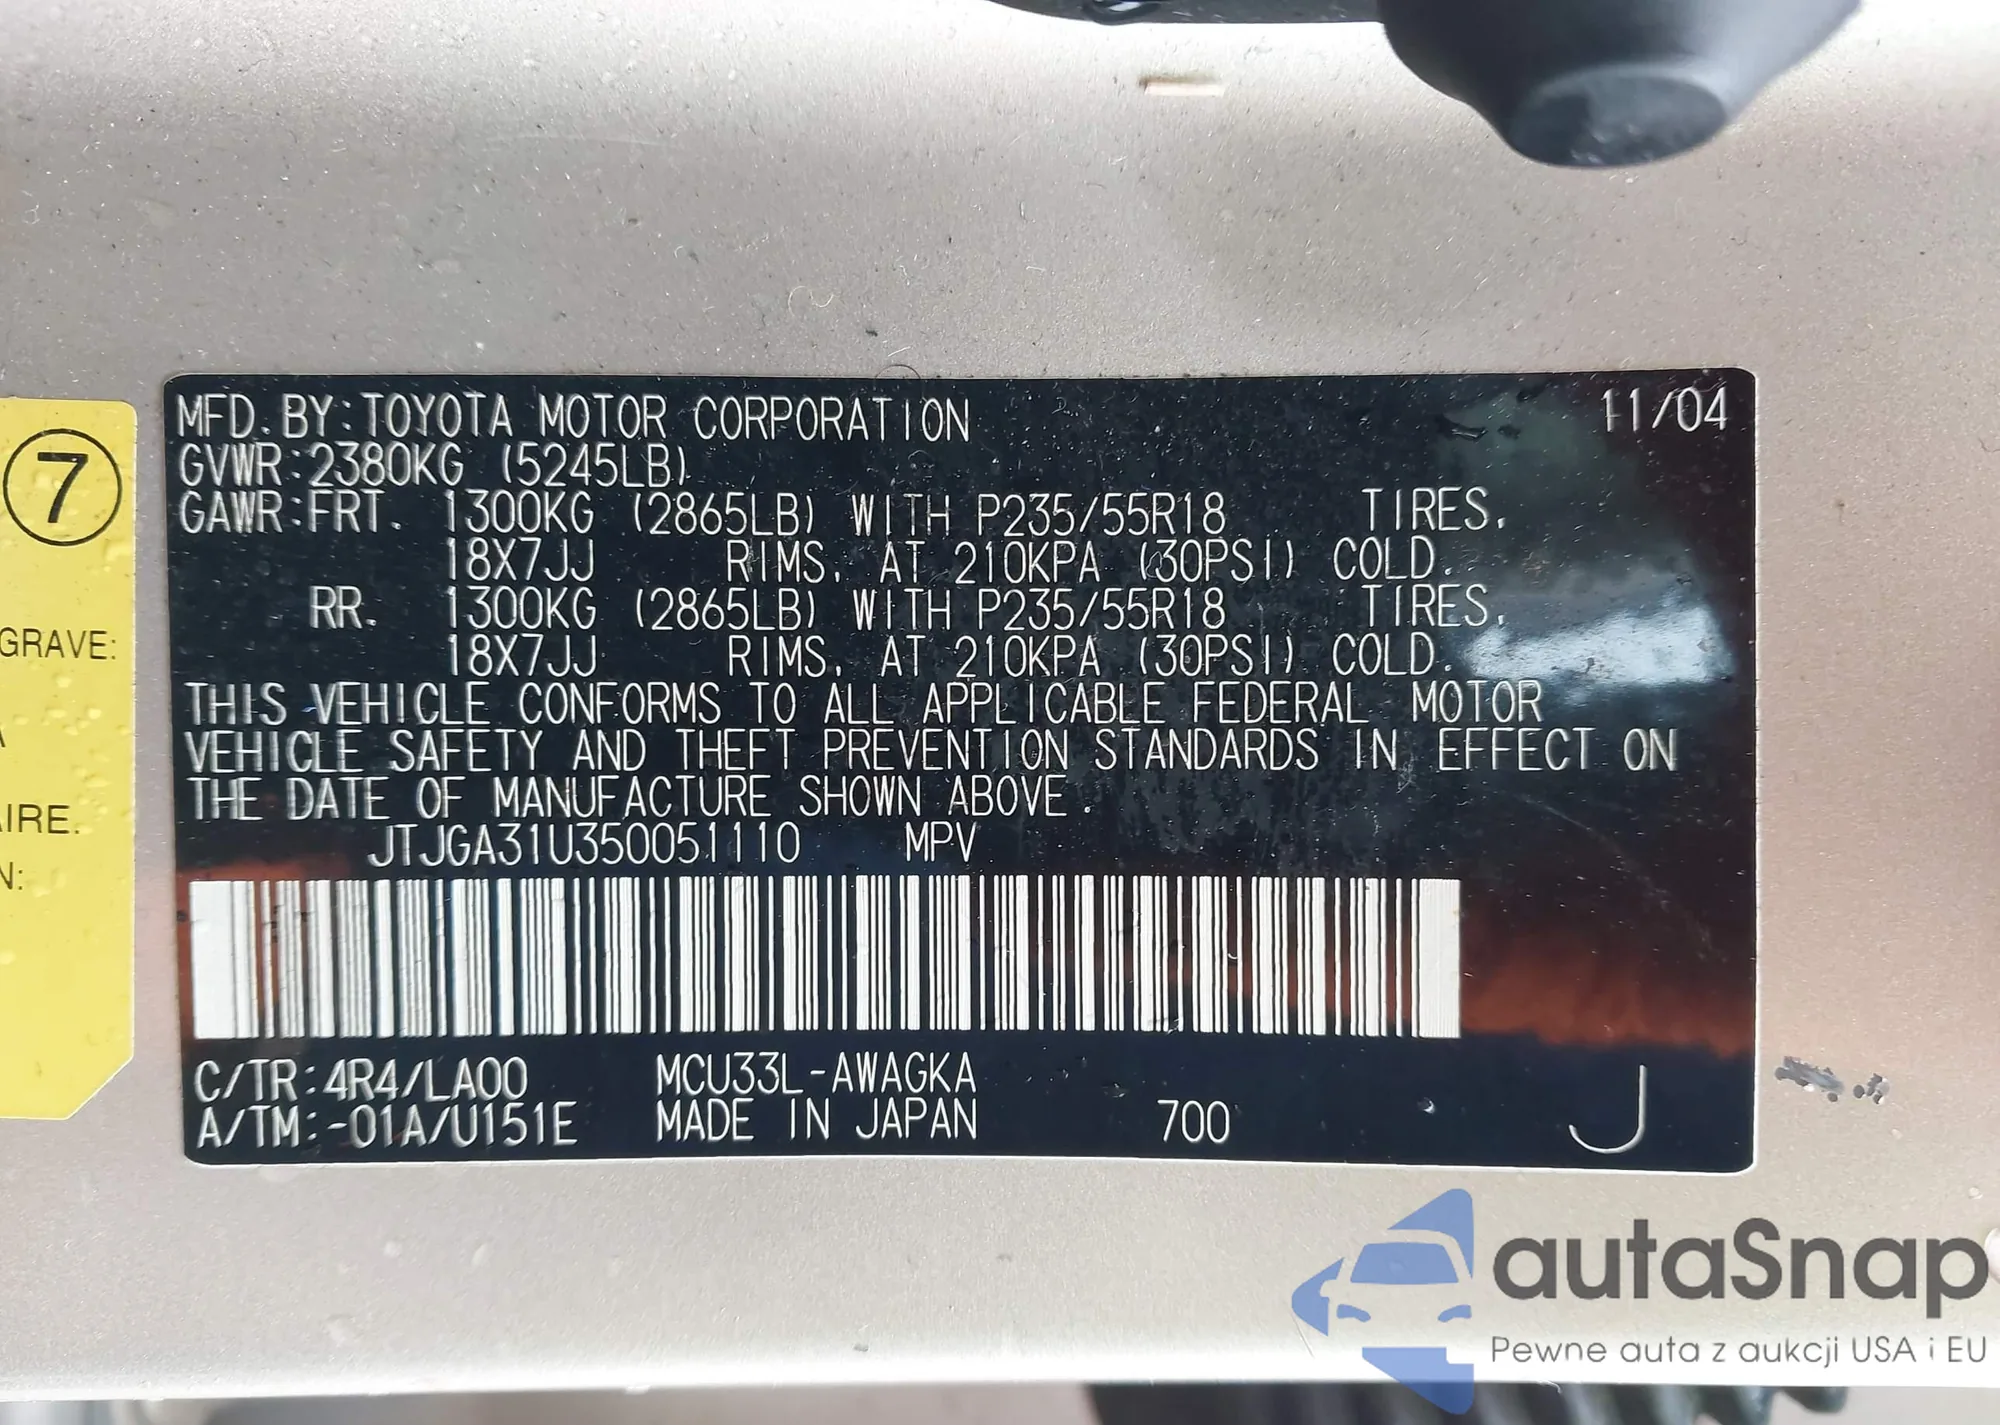 MFD. BY: TOYOTA MOTOR CORPORATION 11/04
GVWR: 2380KG (5245LB)
GAWR: FRT. 1300KG (2865LB) WITH P235/55R18 TIRES,
18X7JJ RIMS, AT 210KPA (30PSI) COLD.
RR. 1300KG (2865LB) WITH P235/55R18 TIRES,
18X7JJ RIMS, AT 210KPA (30PSI) COLD.
THIS VEHICLE CONFORMS TO ALL APPLICABLE FEDERAL MOTOR
VEHICLE SAFETY AND THEFT PREVENTION STANDARDS IN EFFECT ON
THE DATE OF MANUFACTURE SHOWN ABOVE.
JTJGA31U350051110 MPV
C/TR: 4R4/LA00 MCU33L-AWAGKA
A/TM: -01A/U151E MADE IN JAPAN 700 J
7
GRAVE:
AIRE.
N:
autaSnap
Pewne auta z aukcji USA i EU